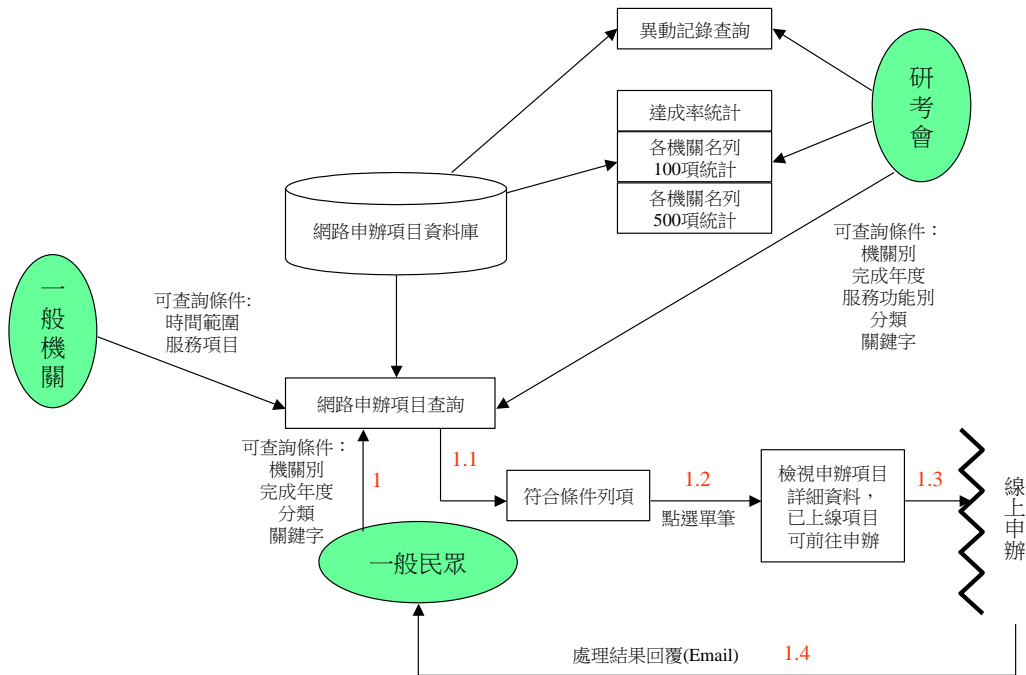 異動記錄查詢
研考會
達成率統計
各機關名列
100項統計
各機關名列
500項統計
網路申辦項目資料庫
可查詢條件：
機關別
完成年度
服務功能別
分類
關鍵字
一般機關
可查詢條件:
時間範圍
服務項目
網路申辦項目查詢
可查詢條件：
機關別
完成年度
分類
關鍵字
1
1.1
符合條件列項
1.2
點選單筆
檢視申辦項目
詳細資料，
已上線項目
可前往申辦
1.3
線上申辦
一般民眾
處理結果回覆(Email)
1.4